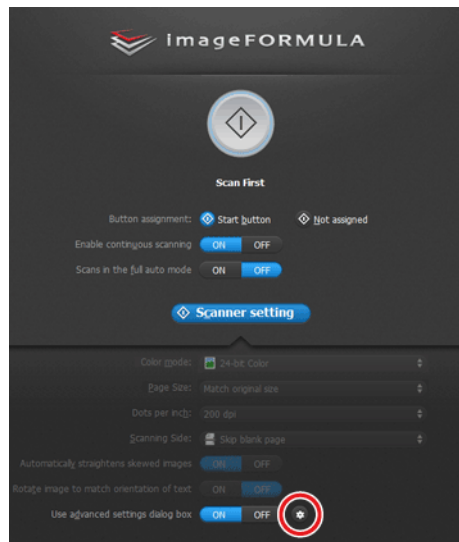 imageFORMULA
Scan First
Button assignment: Start button Not assigned
Enable continuous scanning ON OFF
Scans in the full auto mode ON OFF
Scanner setting
Color mode: 24-bit Color
Page Size: Match original size
Dots per inch: 200 dpi
Scanning Side: Skip blank page
Automatically straightens skewed images ON OFF
Rotate image to match orientation of text ON OFF
Use advanced settings dialog box ON OFF